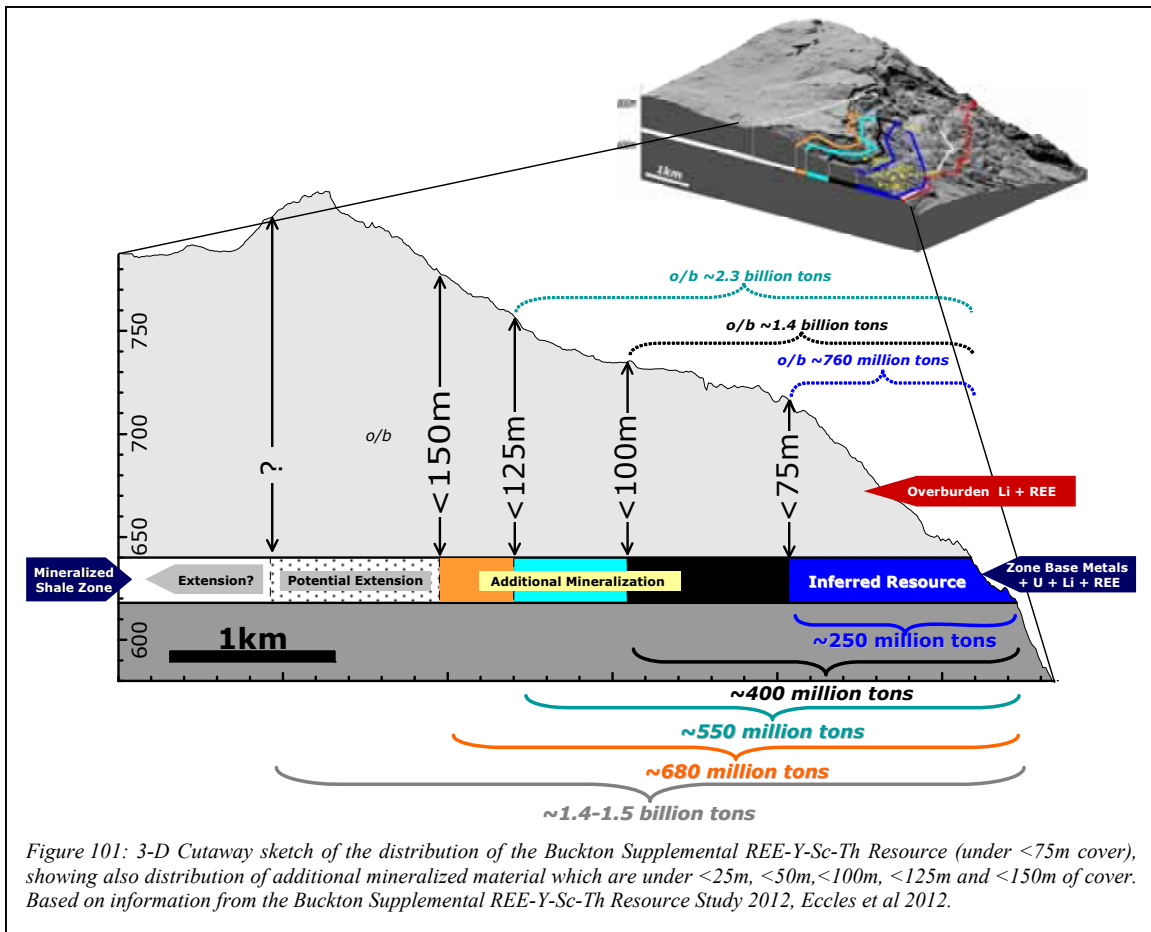 800m
1km
o/b ~2.3 billion tons
o/b ~1.4 billion tons
o/b ~760 million tons
750
700
650
600
?
o/b
<150m
<125m
<100m
<75m
Overburden Li + REE
Mineralized
Shale Zone
Extension?
Potential Extension
Additional Mineralization
Inferred Resource
Zone Base Metals
+ U + Li + REE
1km
~250 million tons
~400 million tons
~550 million tons
~680 million tons
~1.4-1.5 billion tons
Figure 101: 3-D Cutaway sketch of the distribution of the Buckton Supplemental REE-Y-Sc-Th Resource (under <75m cover),
showing also distribution of additional mineralized material which are under <25m, <50m,<100m, <125m and <150m of cover.
Based on information from the Buckton Supplemental REE-Y-Sc-Th Resource Study 2012, Eccles et al 2012.